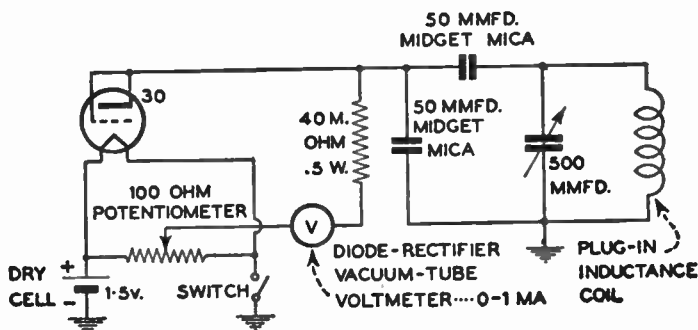 50 MMFD.
MIDGET MICA
30
40 M.
OHM
.5 W.
50 MMFD.
MIDGET
MICA
500
MMFD.
100 OHM
POTENTIOMETER
V
DRY
CELL
+
-
1.5v.
SWITCH
DIODE-RECTIFIER
VACUUM-TUBE
VOLTMETER....0-1 MA
PLUG-IN
INDUCTANCE
COIL